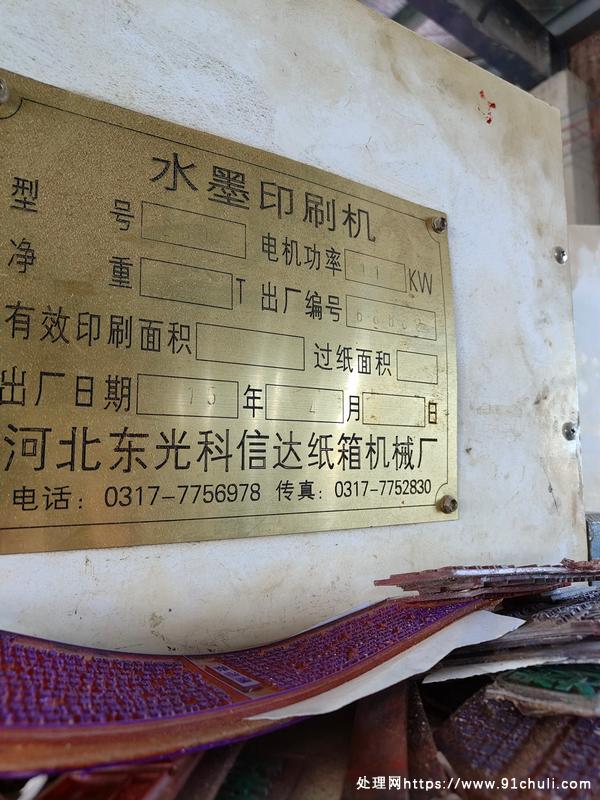 水墨印刷机
型 号 电机功率 11 KW
净 重 T 出厂编号
有效印刷面积 过纸面积
出厂日期 15 年 4 月 日
河北东光科信达纸箱机械厂
电话：0317-7756978 传真：0317-7752830
处理网https://www.91chuli.com